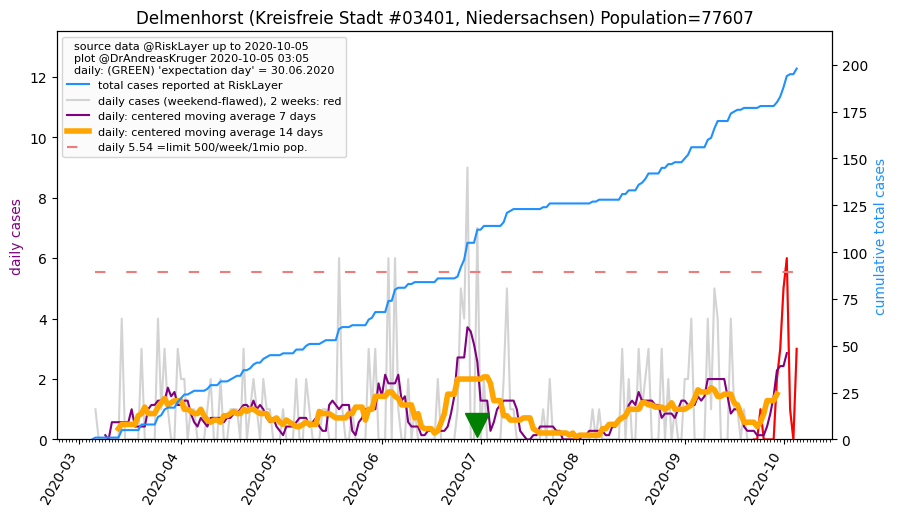 Delmenhorst (Kreisfreie Stadt #03401, Niedersachsen) Population=77607
source data @RiskLayer up to 2020-10-05
plot @DrAndreasKruger 2020-10-05 03:05
daily: (GREEN) 'expectation day' = 30.06.2020
total cases reported at RiskLayer
daily cases (weekend-flawed), 2 weeks: red
daily: centered moving average 7 days
daily: centered moving average 14 days
daily 5.54 =limit 500/week/1mio pop.
daily cases
12
10
8
6
4
2
0
cumulative total cases
200
175
150
125
100
75
50
25
0
2020-03
2020-04
2020-05
2020-06
2020-07
2020-08
2020-09
2020-10